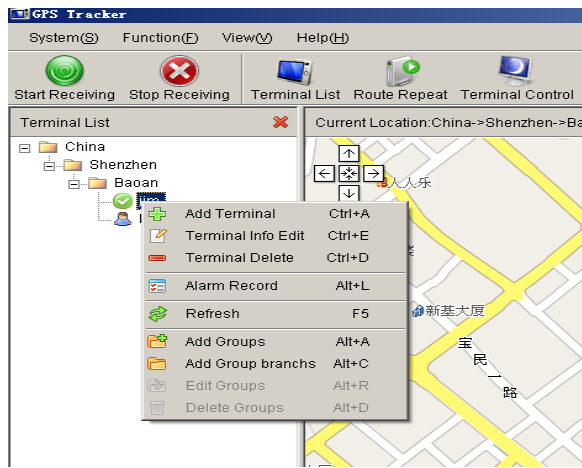 GPS Tracker
System(S) Function(F) View(V) Help(H)
Start Receiving Stop Receiving Terminal List Route Repeat Terminal Control
Terminal List
Current Location:China->Shenzhen->Ba
China
Shenzhen
Baoan
jim
Add Terminal Ctrl+A
Terminal Info Edit Ctrl+E
Terminal Delete Ctrl+D
Alarm Record Alt+L
Refresh F5
Add Groups Alt+A
Add Group branchs Alt+C
Edit Groups Alt+R
Delete Groups Alt+D
人人乐
楼
新基大厦
宝
民
一
路